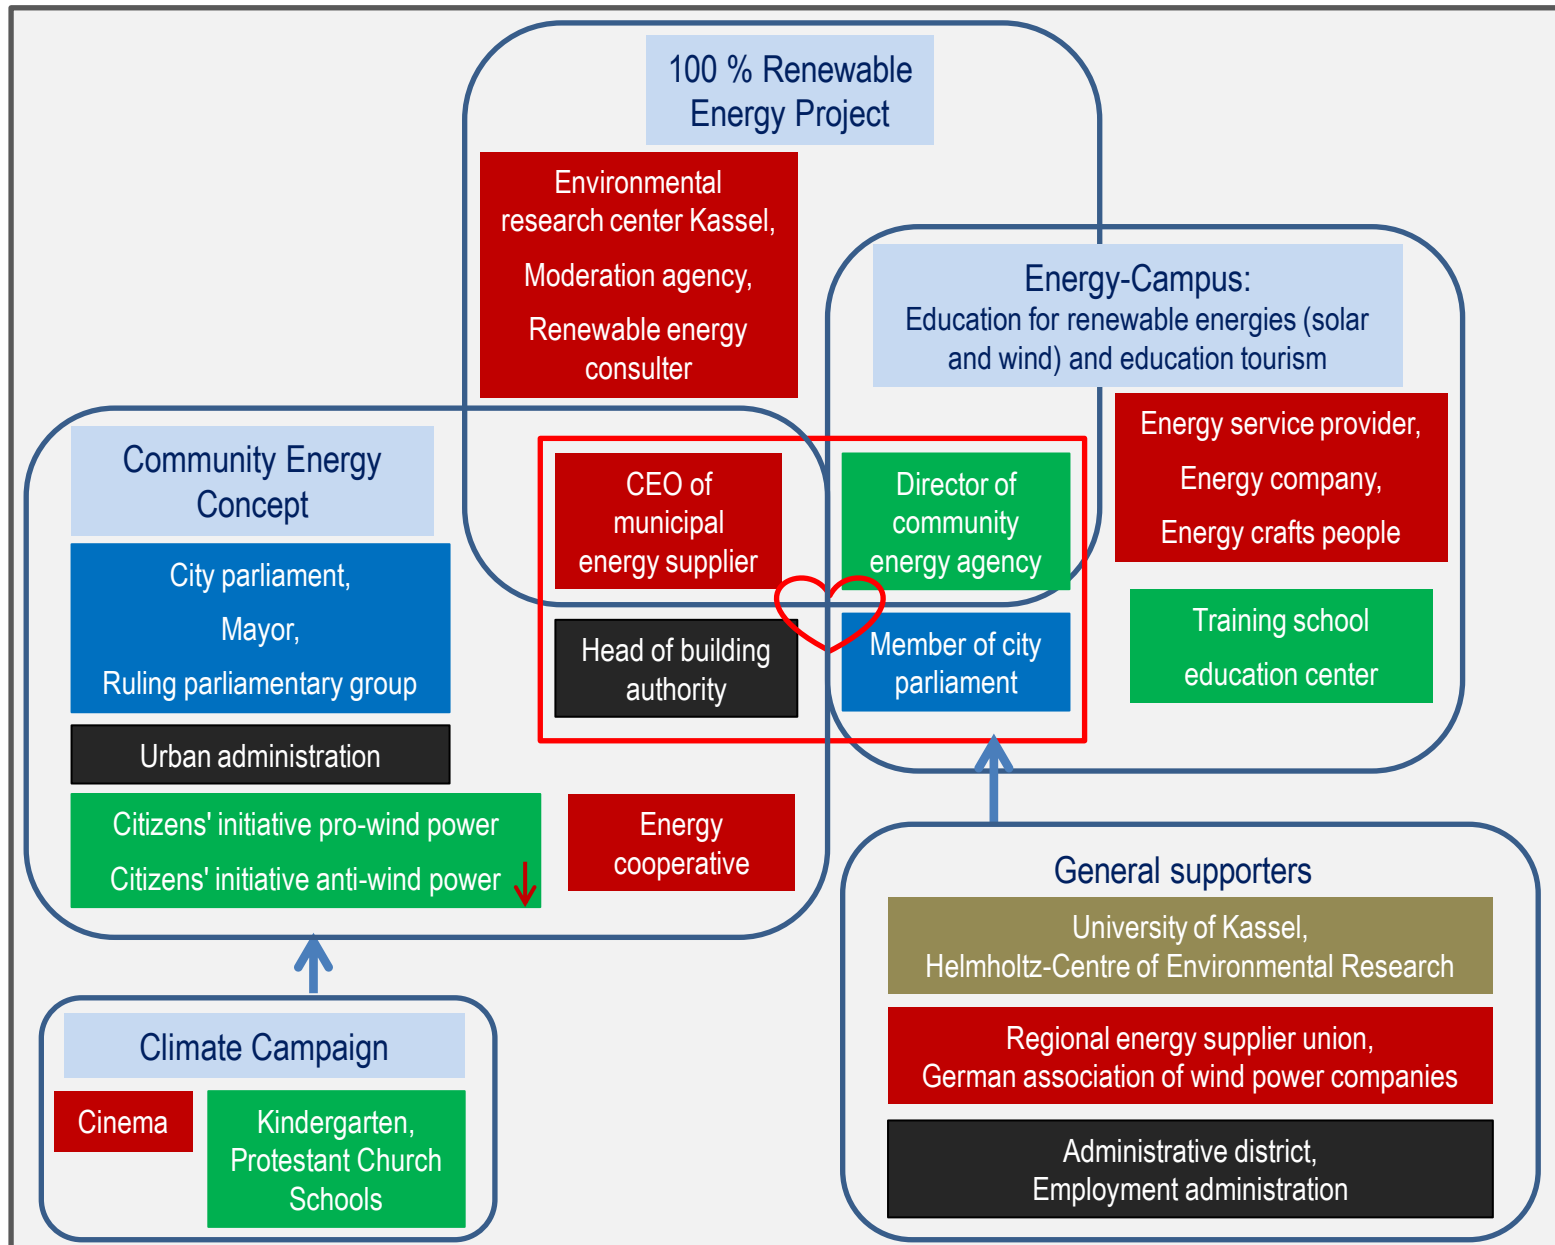 100 % Renewable
Energy Project
Environmental
research center Kassel,
Moderation agency,
Renewable energy
consulter
Energy-Campus:
Education for renewable energies (solar
and wind) and education tourism
Energy service provider,
Energy company,
Energy crafts people
Training school
education center
Community Energy
Concept
City parliament,
Mayor,
Ruling parliamentary group
Urban administration
Citizens' initiative pro-wind power
Citizens' initiative anti-wind power
Energy
cooperative
CEO of
municipal
energy supplier
Director of
community
energy agency
Head of building
authority
Member of city
parliament
Climate Campaign
Cinema
Kindergarten,
Protestant Church
Schools
General supporters
University of Kassel,
Helmholtz-Centre of Environmental Research
Regional energy supplier union,
German association of wind power companies
Administrative district,
Employment administration